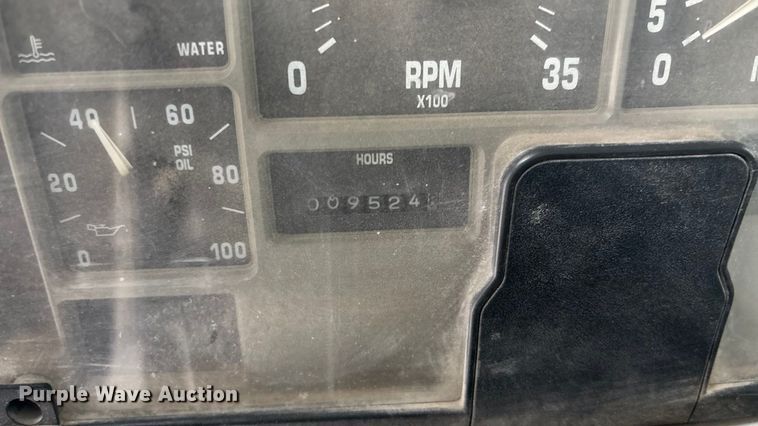 WATER
0
RPM
X100
35
5
0
40
60
PSI
OIL
20
80
0
100
HOURS
009524
Purple Wave Auction